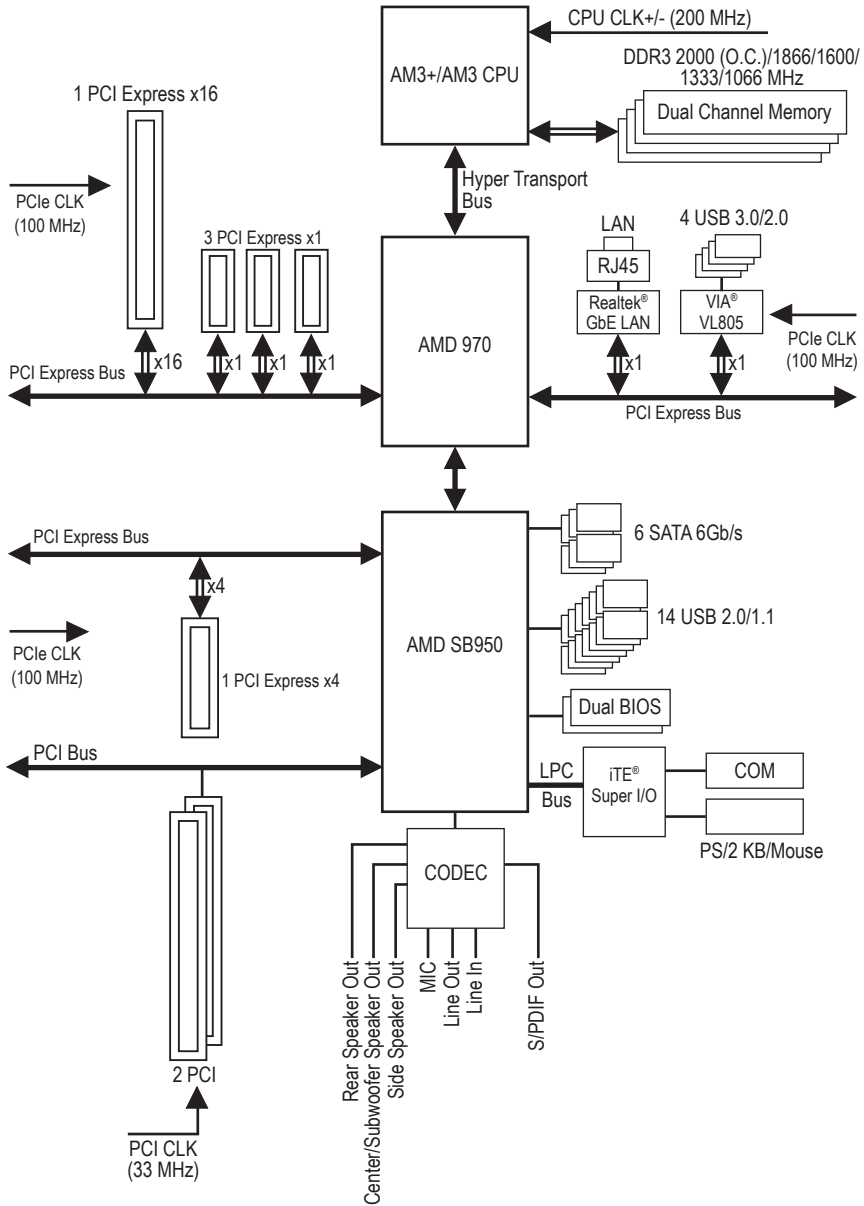 CPU CLK+/- (200 MHz)
AM3+/AM3 CPU
DDR3 2000 (O.C.)/1866/1600/
1333/1066 MHz
Dual Channel Memory
1 PCI Express x16
Hyper Transport
Bus
PCIe CLK
(100 MHz)
3 PCI Express x1
LAN
RJ45
Realtek®
GbE LAN
4 USB 3.0/2.0
VIA®
VL805
PCIe CLK
(100 MHz)
AMD 970
x16
x1
x1
x1
x1
x1
PCI Express Bus
PCI Express Bus
PCI Express Bus
x4
PCIe CLK
(100 MHz)
1 PCI Express x4
AMD SB950
6 SATA 6Gb/s
14 USB 2.0/1.1
Dual BIOS
PCI Bus
LPC
Bus
iTE®
Super I/O
COM
PS/2 KB/Mouse
CODEC
Rear Speaker Out
Center/Subwoofer Speaker Out
Side Speaker Out
MIC
Line Out
Line In
S/PDIF Out
2 PCI
PCI CLK
(33 MHz)